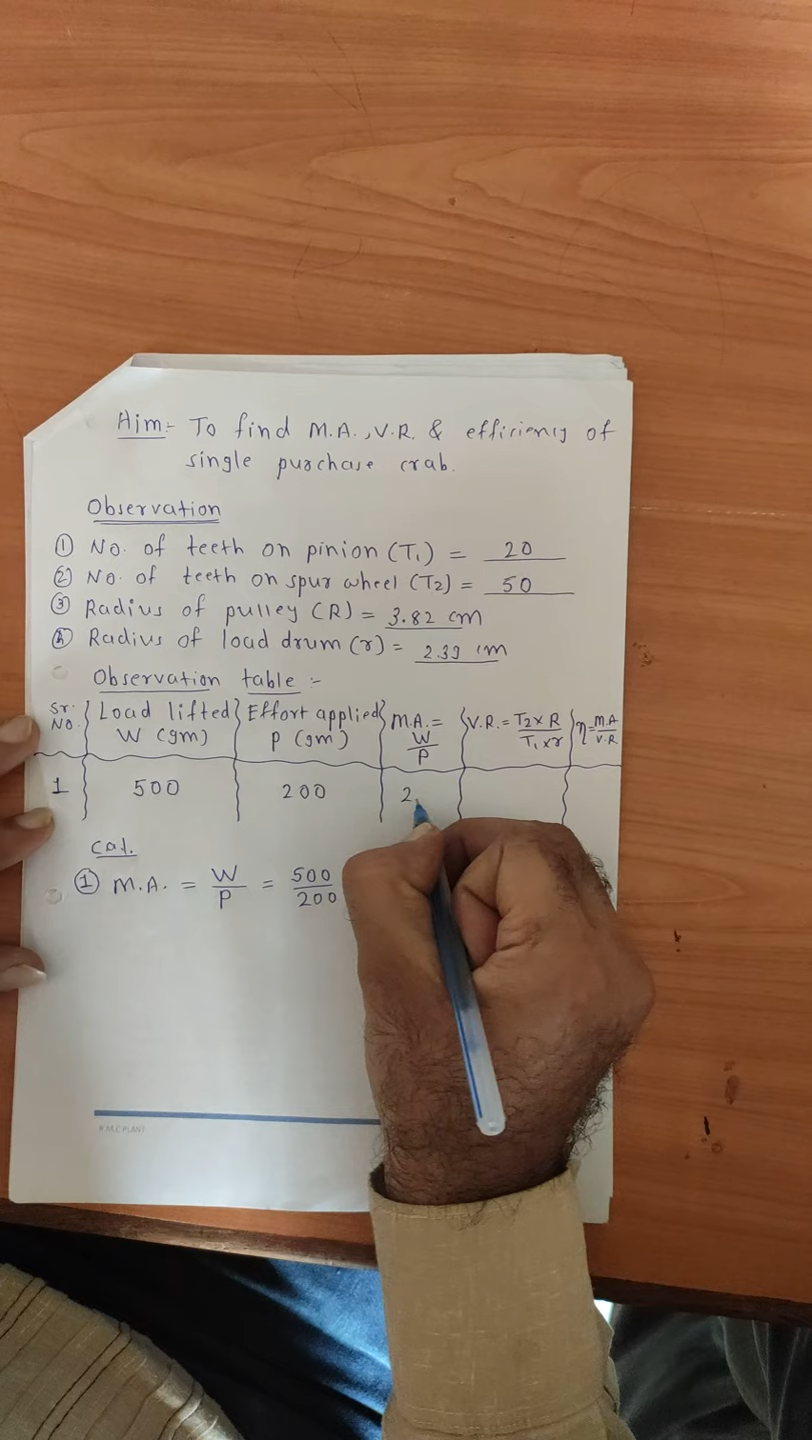 Aim:- To find M.A., V.R. & efficiency of
single purchase crab.
Observation
① No. of teeth on pinion (T1) = 20
② No. of teeth on spur wheel (T2) = 50
③ Radius of pulley (R) = 3.82 cm
④ Radius of load drum (r) = 2.39 cm
Observation table :-
Sr. No. Load lifted W (gm) Effort applied P (gm) M.A. = W/P V.R. = T2 x R / T1 x r η = M.A / V.R
1 500 200 2.
Cal.
① M.A. = W/P = 500/200
R.M.C PLANT